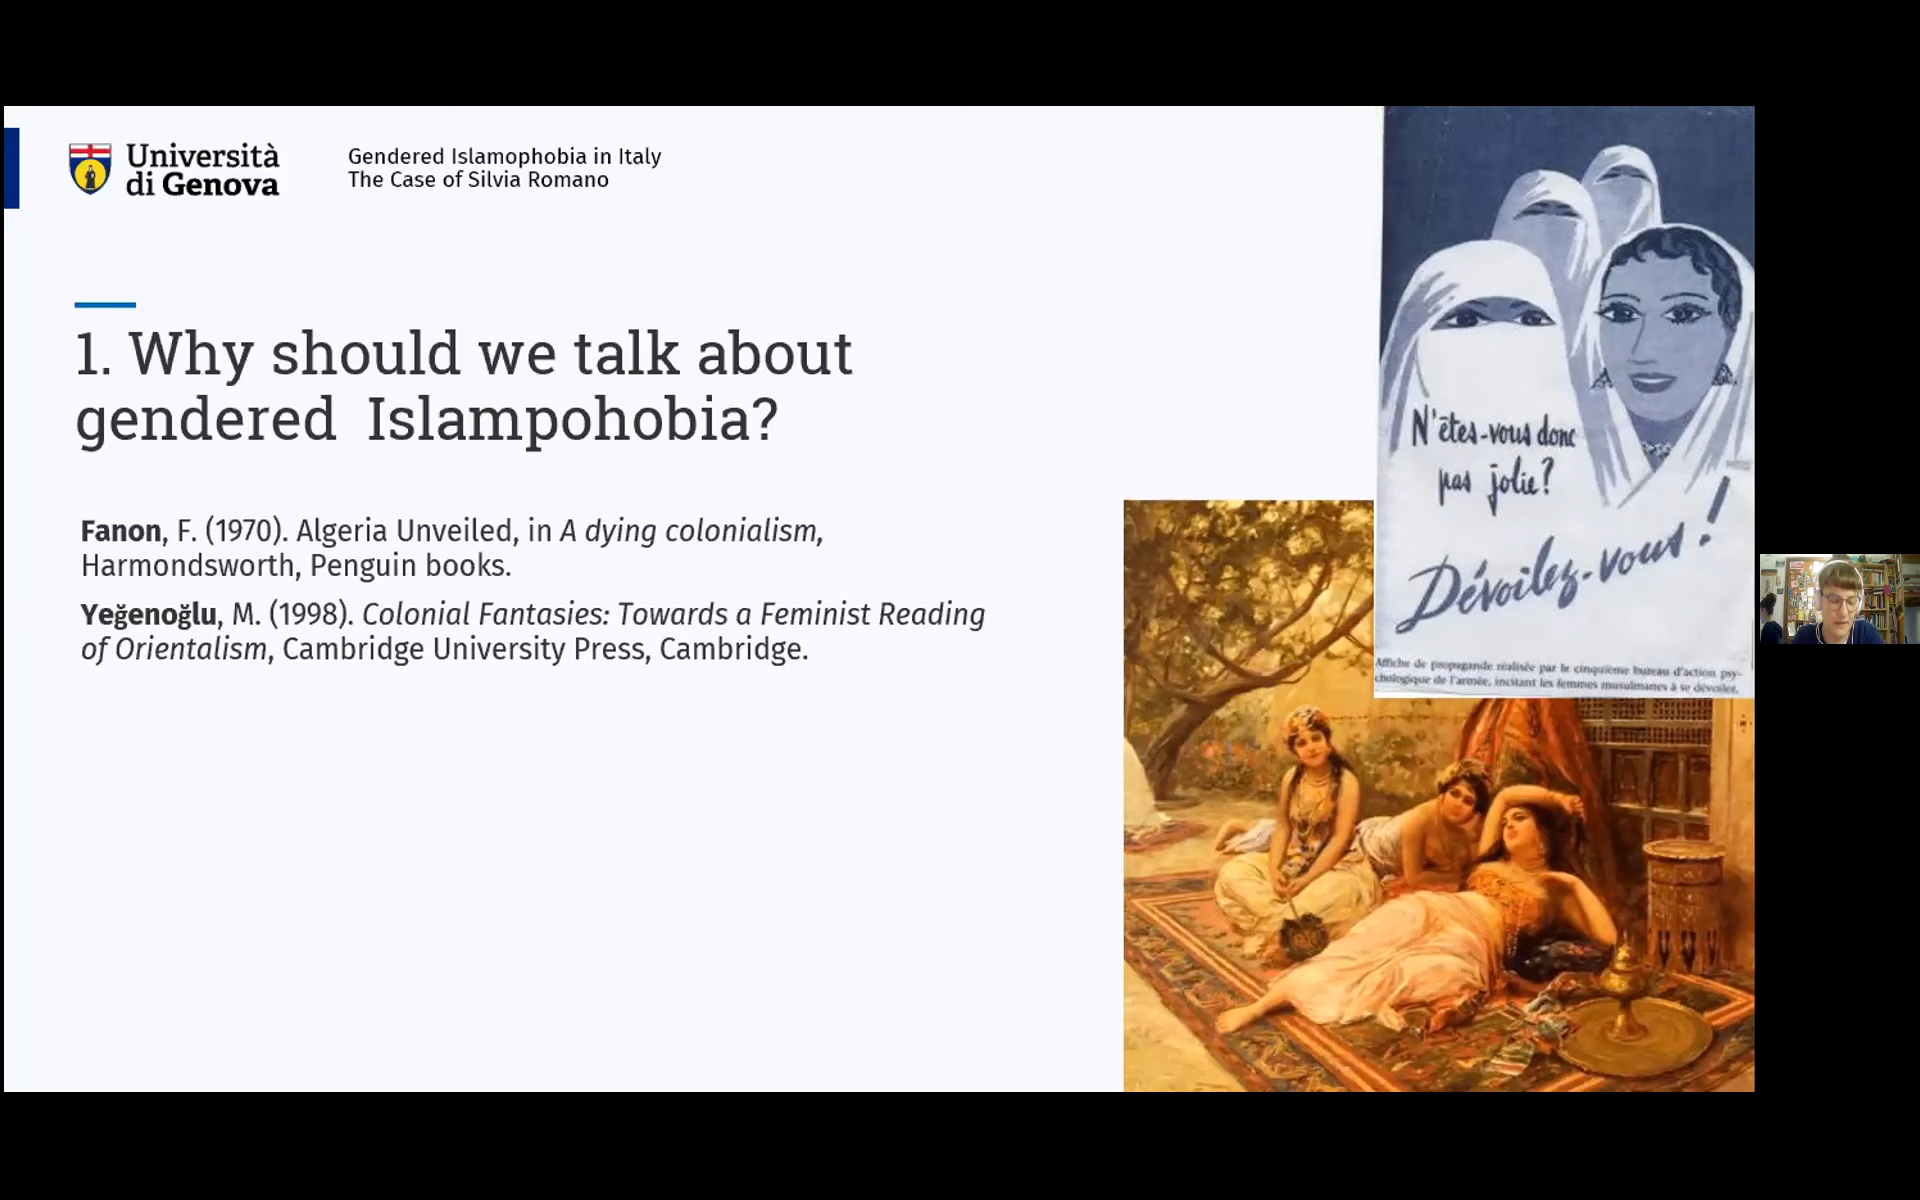 Università
di Genova
Gendered Islamophobia in Italy
The Case of Silvia Romano
1. Why should we talk about
gendered  Islampohobia?
Fanon, F. (1970). Algeria Unveiled, in A dying colonialism,
Harmondsworth, Penguin books.
Yeğenoğlu, M. (1998). Colonial Fantasies: Towards a Feminist Reading
of Orientalism, Cambridge University Press, Cambridge.
N'êtes-vous donc
pas jolie?
Dévoilez-vous!
Affiche de propagande réalisée par le cinquième bureau d'action psy-
chologique de l'armée, incitant les femmes musulmanes à se dévoiler.